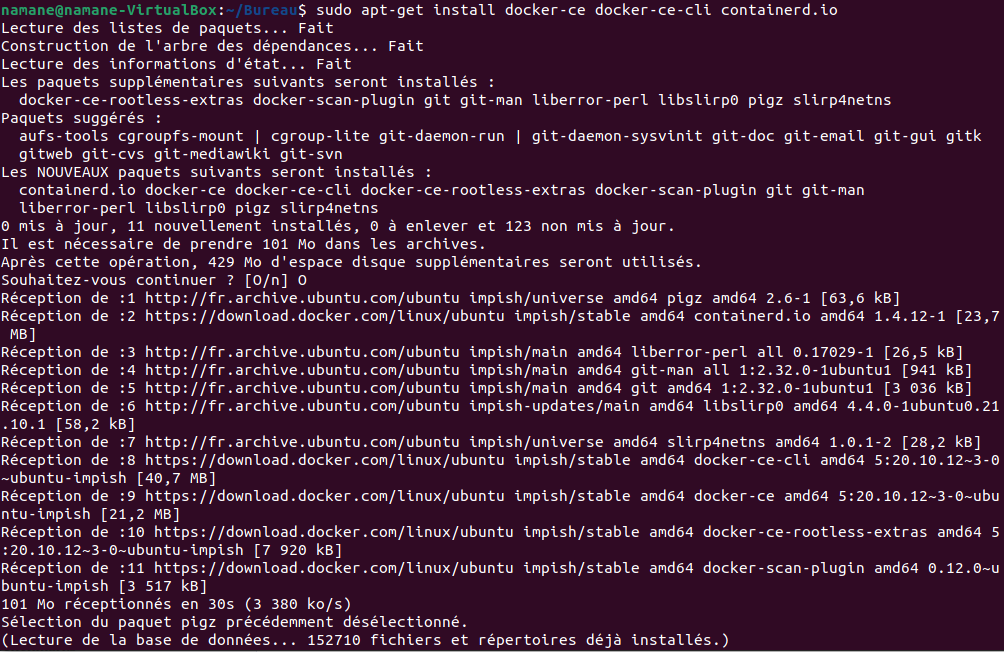 namane@namane-VirtualBox:~/Bureau$ sudo apt-get install docker-ce docker-ce-cli containerd.io
Lecture des listes de paquets... Fait
Construction de l'arbre des dépendances... Fait
Lecture des informations d'état... Fait
Les paquets supplémentaires suivants seront installés :
  docker-ce-rootless-extras docker-scan-plugin git git-man liberror-perl libslirp0 pigz slirp4netns
Paquets suggérés :
  aufs-tools cgroupfs-mount | cgroup-lite git-daemon-run | git-daemon-sysvinit git-doc git-email git-gui gitk
  gitweb git-cvs git-mediawiki git-svn
Les NOUVEAUX paquets suivants seront installés :
  containerd.io docker-ce docker-ce-cli docker-ce-rootless-extras docker-scan-plugin git git-man
  liberror-perl libslirp0 pigz slirp4netns
0 mis à jour, 11 nouvellement installés, 0 à enlever et 123 non mis à jour.
Il est nécessaire de prendre 101 Mo dans les archives.
Après cette opération, 429 Mo d'espace disque supplémentaires seront utilisés.
Souhaitez-vous continuer ? [O/n] O
Réception de :1 http://fr.archive.ubuntu.com/ubuntu impish/universe amd64 pigz amd64 2.6-1 [63,6 kB]
Réception de :2 https://download.docker.com/linux/ubuntu impish/stable amd64 containerd.io amd64 1.4.12-1 [23,7
 MB]
Réception de :3 http://fr.archive.ubuntu.com/ubuntu impish/main amd64 liberror-perl all 0.17029-1 [26,5 kB]
Réception de :4 http://fr.archive.ubuntu.com/ubuntu impish/main amd64 git-man all 1:2.32.0-1ubuntu1 [941 kB]
Réception de :5 http://fr.archive.ubuntu.com/ubuntu impish/main amd64 git amd64 1:2.32.0-1ubuntu1 [3 036 kB]
Réception de :6 http://fr.archive.ubuntu.com/ubuntu impish-updates/main amd64 libslirp0 amd64 4.4.0-1ubuntu0.21
.10.1 [58,2 kB]
Réception de :7 http://fr.archive.ubuntu.com/ubuntu impish/universe amd64 slirp4netns amd64 1.0.1-2 [28,2 kB]
Réception de :8 https://download.docker.com/linux/ubuntu impish/stable amd64 docker-ce-cli amd64 5:20.10.12~3-0
~ubuntu-impish [40,7 MB]
Réception de :9 https://download.docker.com/linux/ubuntu impish/stable amd64 docker-ce amd64 5:20.10.12~3-0~ubu
ntu-impish [21,2 MB]
Réception de :10 https://download.docker.com/linux/ubuntu impish/stable amd64 docker-ce-rootless-extras amd64 5
:20.10.12~3-0~ubuntu-impish [7 920 kB]
Réception de :11 https://download.docker.com/linux/ubuntu impish/stable amd64 docker-scan-plugin amd64 0.12.0~u
buntu-impish [3 517 kB]
101 Mo réceptionnés en 30s (3 380 ko/s)
Sélection du paquet pigz précédemment désélectionné.
(Lecture de la base de données... 152710 fichiers et répertoires déjà installés.)